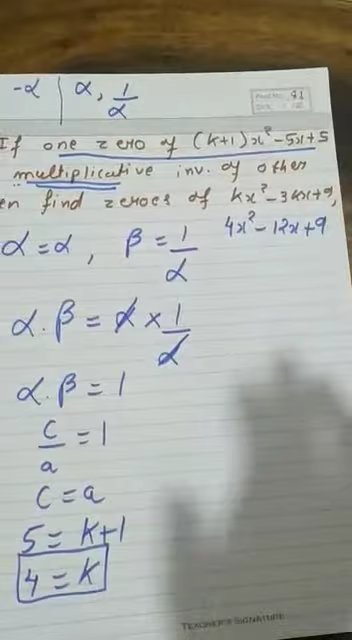 -α | α, 1/α
Page No. 91
If one zero of (k+1)x²-5x+5
multiplicative inv. of other
en find zeroes of kx²-3kx+9,
α = α , β = 1/α 4x²-12x+9
α.β = α × 1/α
α.β = 1
c/a = 1
c = a
5 = k+1
4 = k
TEACHER'S SIGNATURE